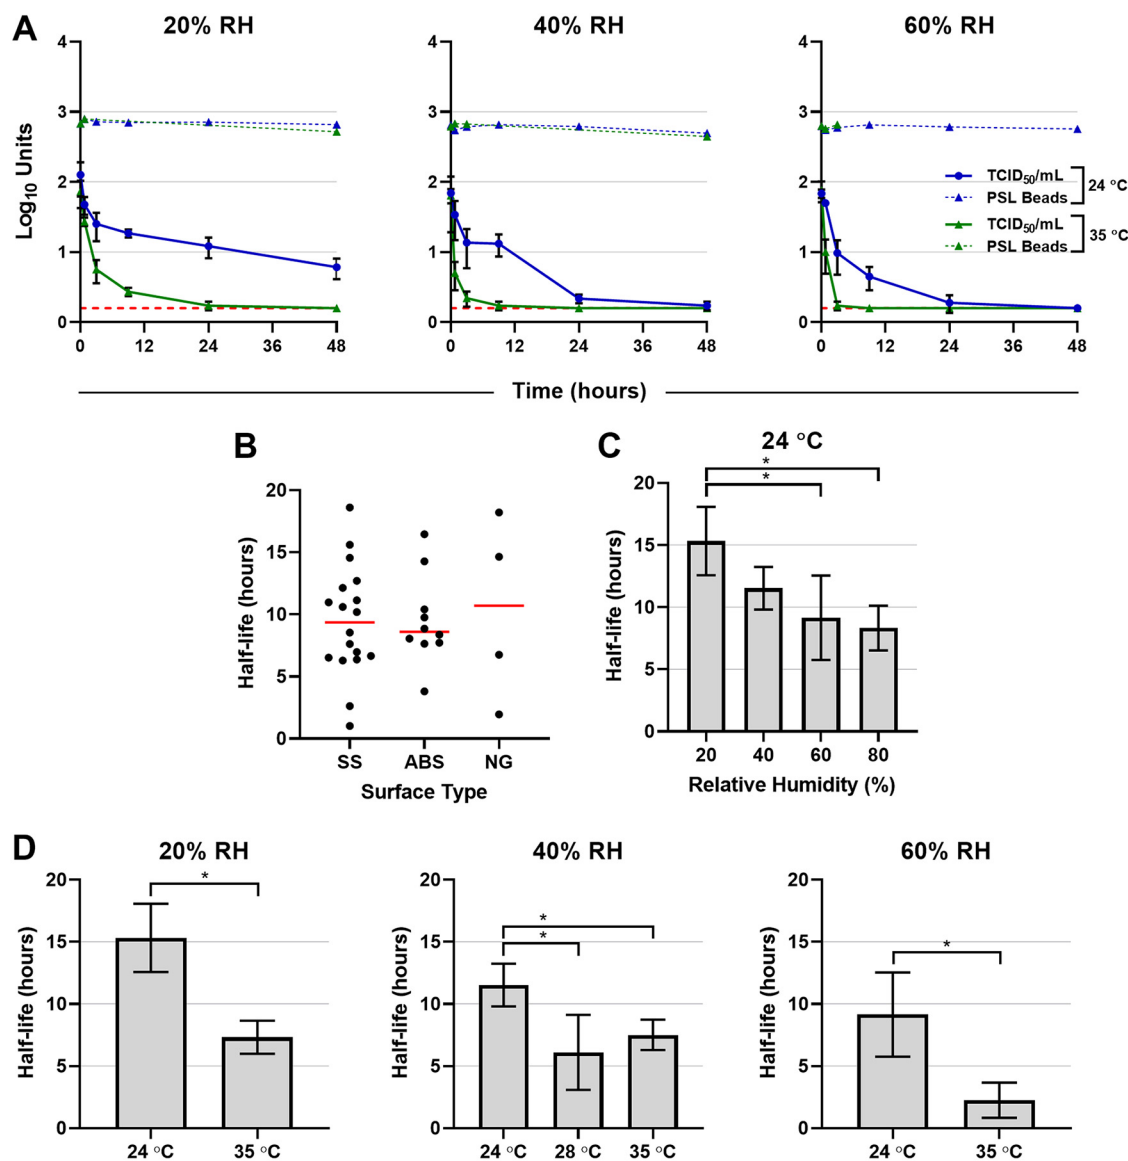 A
20% RH
40% RH
60% RH
Log10 Units
4
3
2
1
0
0 12 24 36 48
4
3
2
1
0
0 12 24 36 48
4
3
2
1
0
0 12 24 36 48
TCID50/mL
PSL Beads
24 °C
TCID50/mL
PSL Beads
35 °C
Time (hours)
B
Half-life (hours)
20
15
10
5
0
SS ABS NG
Surface Type
C
24 °C
*
*
Half-life (hours)
20
15
10
5
0
20 40 60 80
Relative Humidity (%)
D
20% RH
*
Half-life (hours)
20
15
10
5
0
24 °C 35 °C
40% RH
*
*
Half-life (hours)
20
15
10
5
0
24 °C 28 °C 35 °C
60% RH
*
Half-life (hours)
20
15
10
5
0
24 °C 35 °C